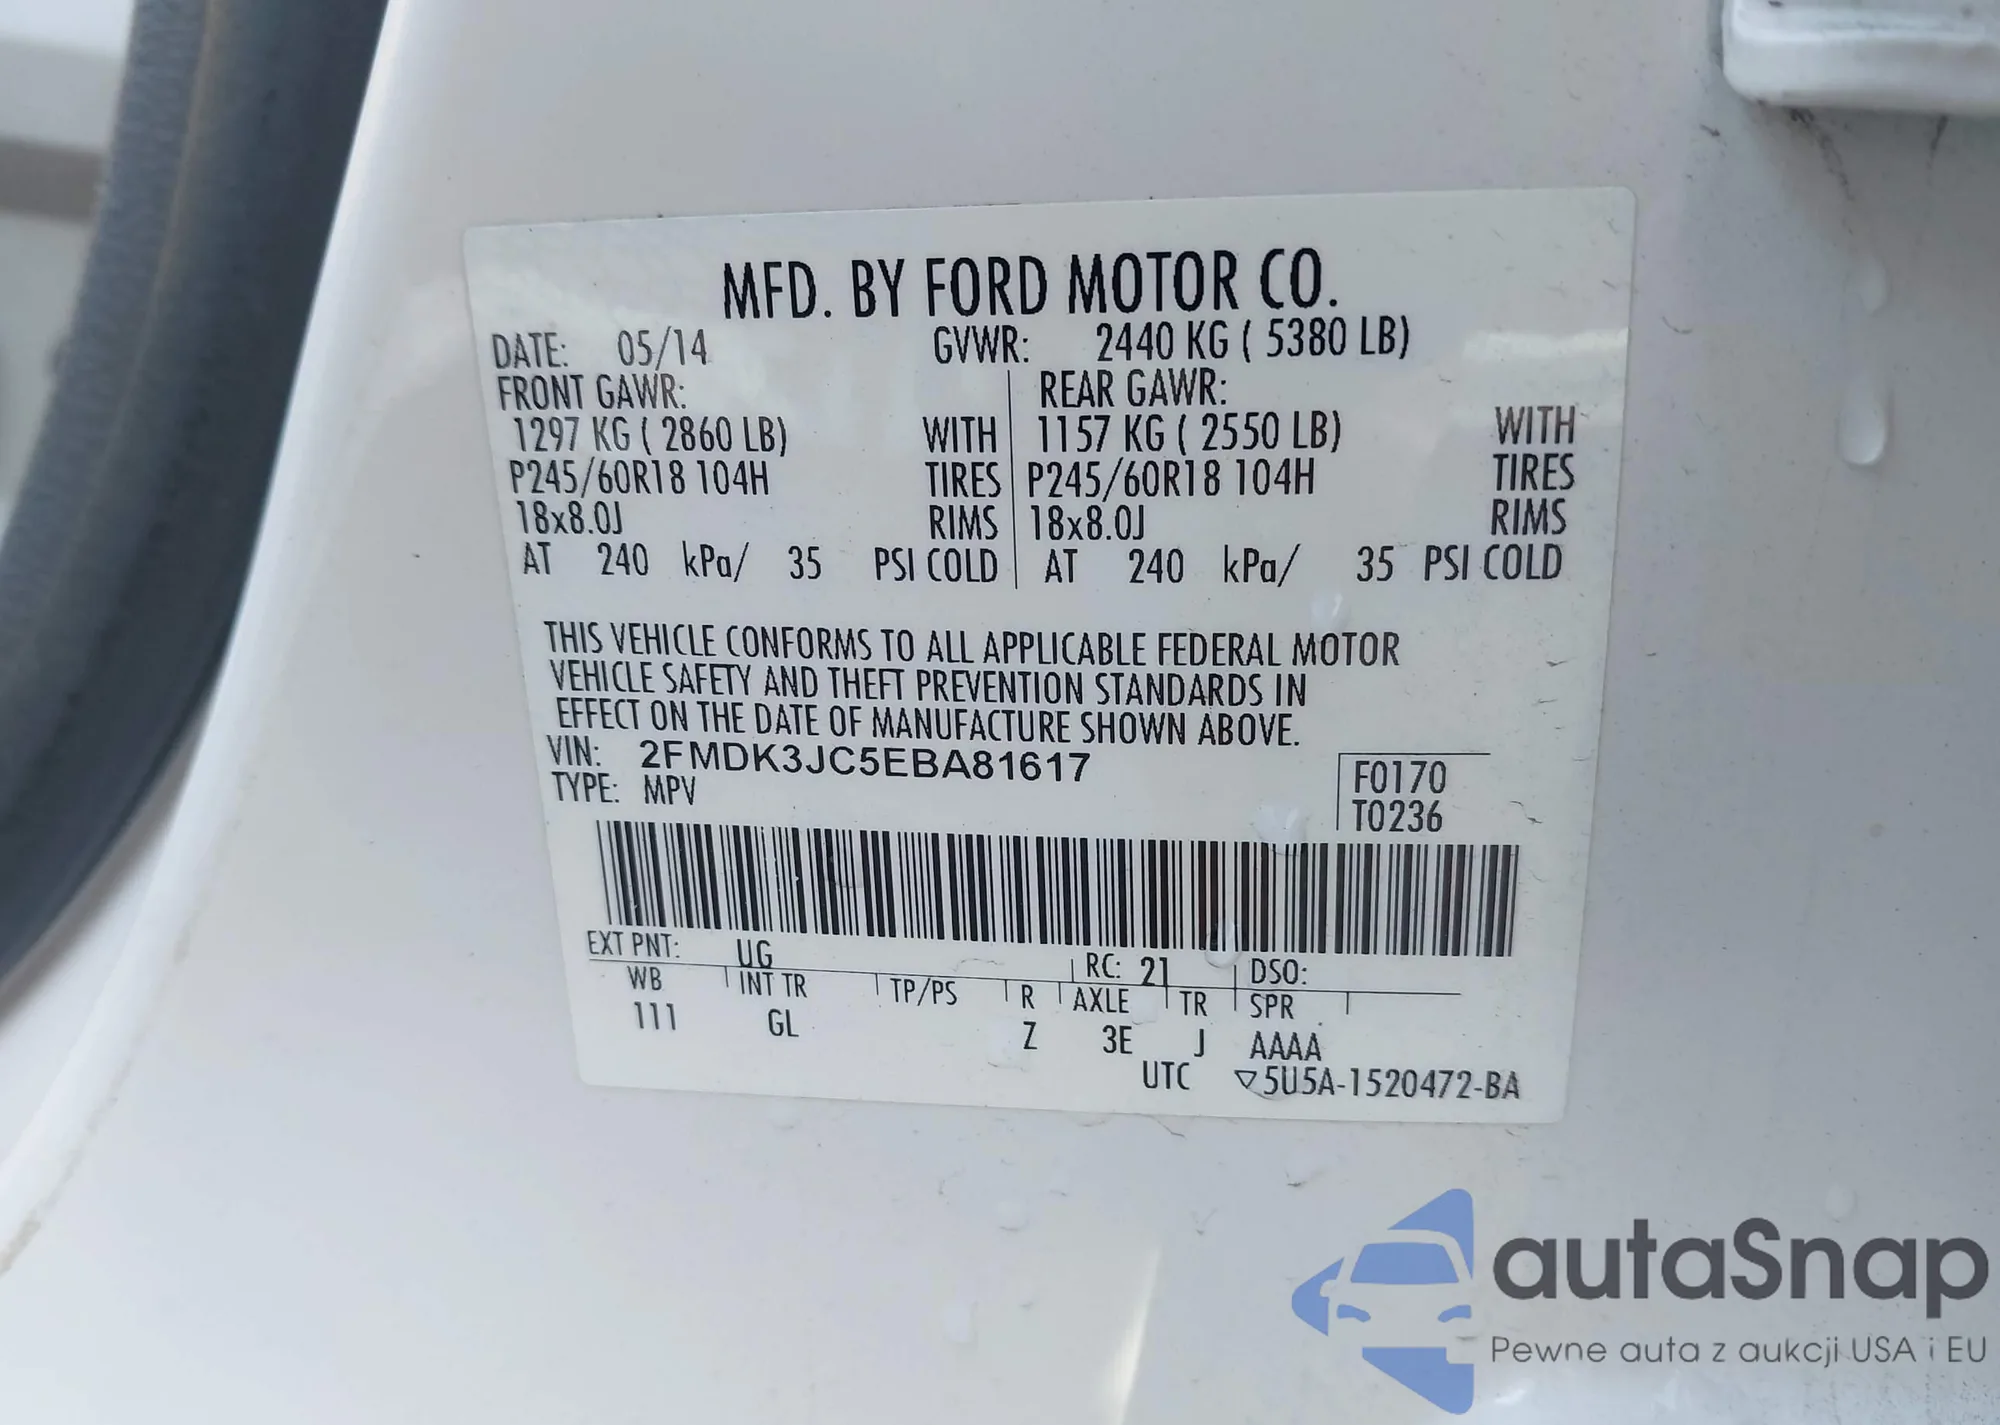 MFD. BY FORD MOTOR CO.
DATE: 05/14 GVWR: 2440 KG ( 5380 LB)
FRONT GAWR: REAR GAWR:
1297 KG ( 2860 LB) WITH 1157 KG ( 2550 LB) WITH
P245/60R18 104H TIRES P245/60R18 104H TIRES
18x8.0J RIMS 18x8.0J RIMS
AT 240 kPa/ 35 PSI COLD AT 240 kPa/ 35 PSI COLD
THIS VEHICLE CONFORMS TO ALL APPLICABLE FEDERAL MOTOR
VEHICLE SAFETY AND THEFT PREVENTION STANDARDS IN
EFFECT ON THE DATE OF MANUFACTURE SHOWN ABOVE.
VIN: 2FMDK3JC5EBA81617
TYPE: MPV
F0170
T0236
EXT PNT: UG RC: 21 DSO:
WB INT TR TP/PS R AXLE TR SPR
111 GL Z 3E J AAAA
UTC ▽5U5A-1520472-BA
autaSnap
Pewne auta z aukcji USA i EU